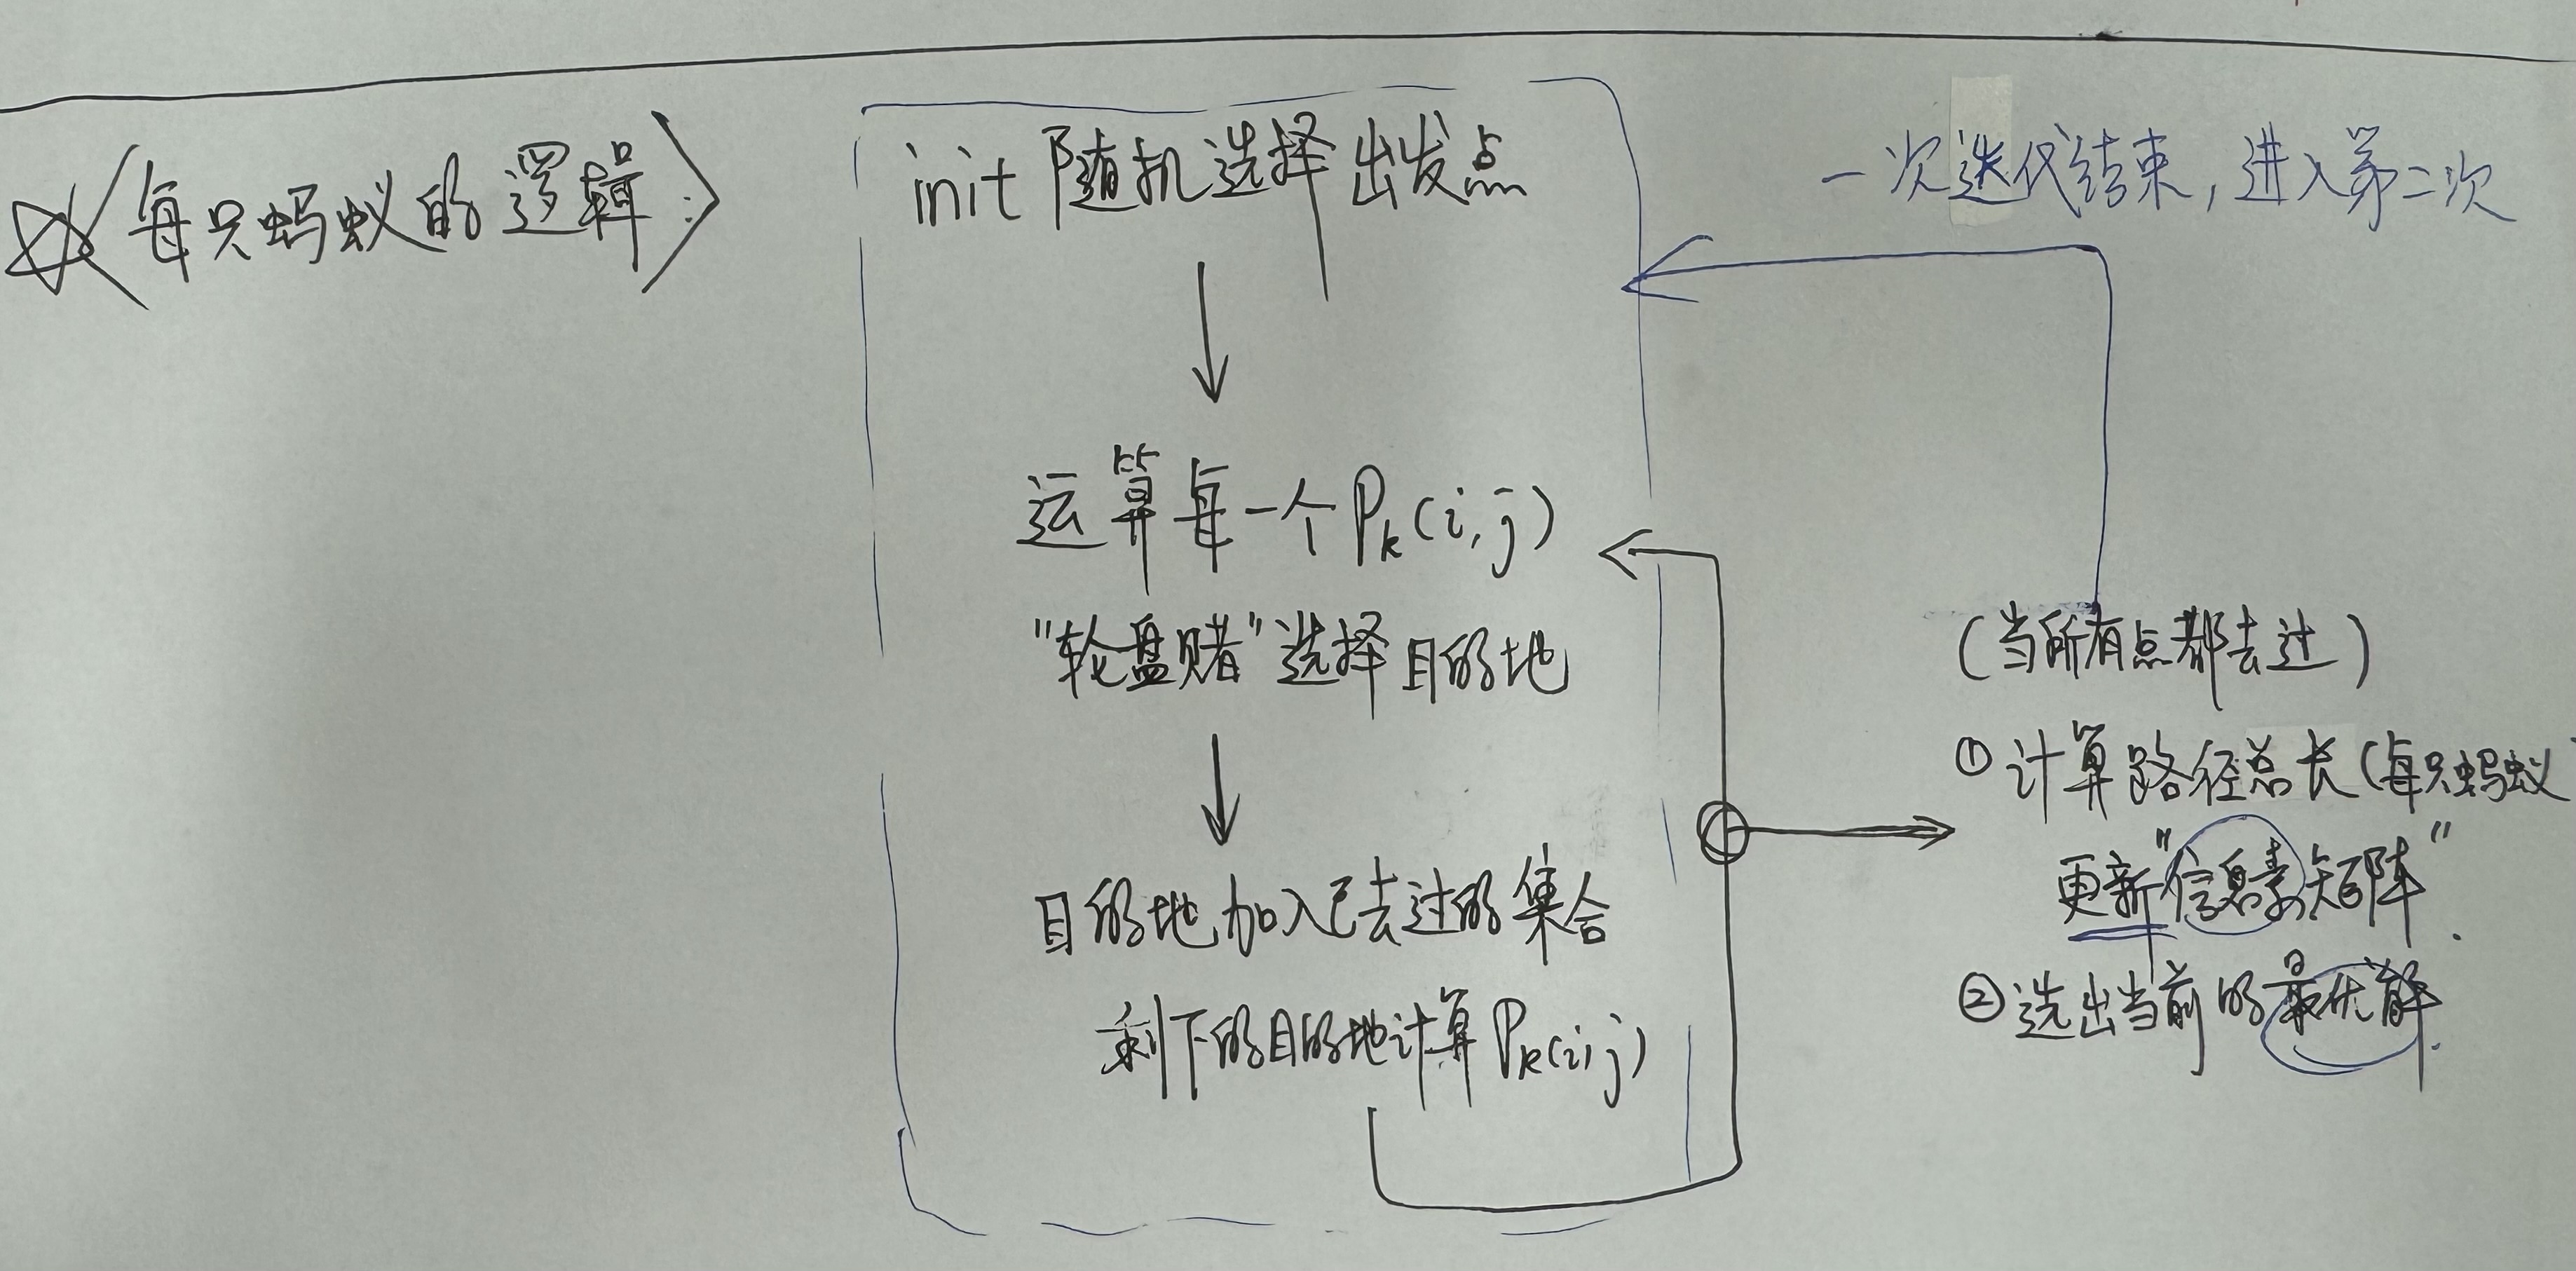 ☆〈每只蚂蚁的逻辑:〉
init 随机选择出发点
一次迭代结束,进入第二次
运算每一个 Pk(i,j)
"轮盘赌"选择目的地
目的地加入已去过的集合
剩下的目的地计算 Pk(i,j)
(当所有点都去过)
①计算路径总长(每只蚂蚁
更新"信息素矩阵".
②选出当前的最优解.